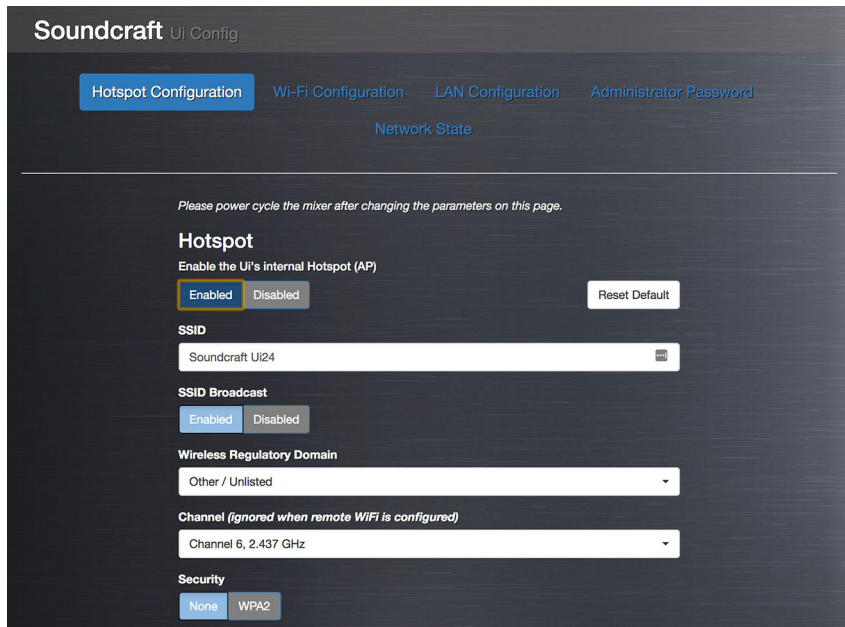 Soundcraft Ui Config
Hotspot Configuration Wi-Fi Configuration LAN Configuration Administrator Password
Network State
Please power cycle the mixer after changing the parameters on this page.
Hotspot
Enable the Ui's internal Hotspot (AP)
Enabled Disabled Reset Default
SSID
Soundcraft Ui24
SSID Broadcast
Enabled Disabled
Wireless Regulatory Domain
Other / Unlisted
Channel (ignored when remote WiFi is configured)
Channel 6, 2.437 GHz
Security
None WPA2